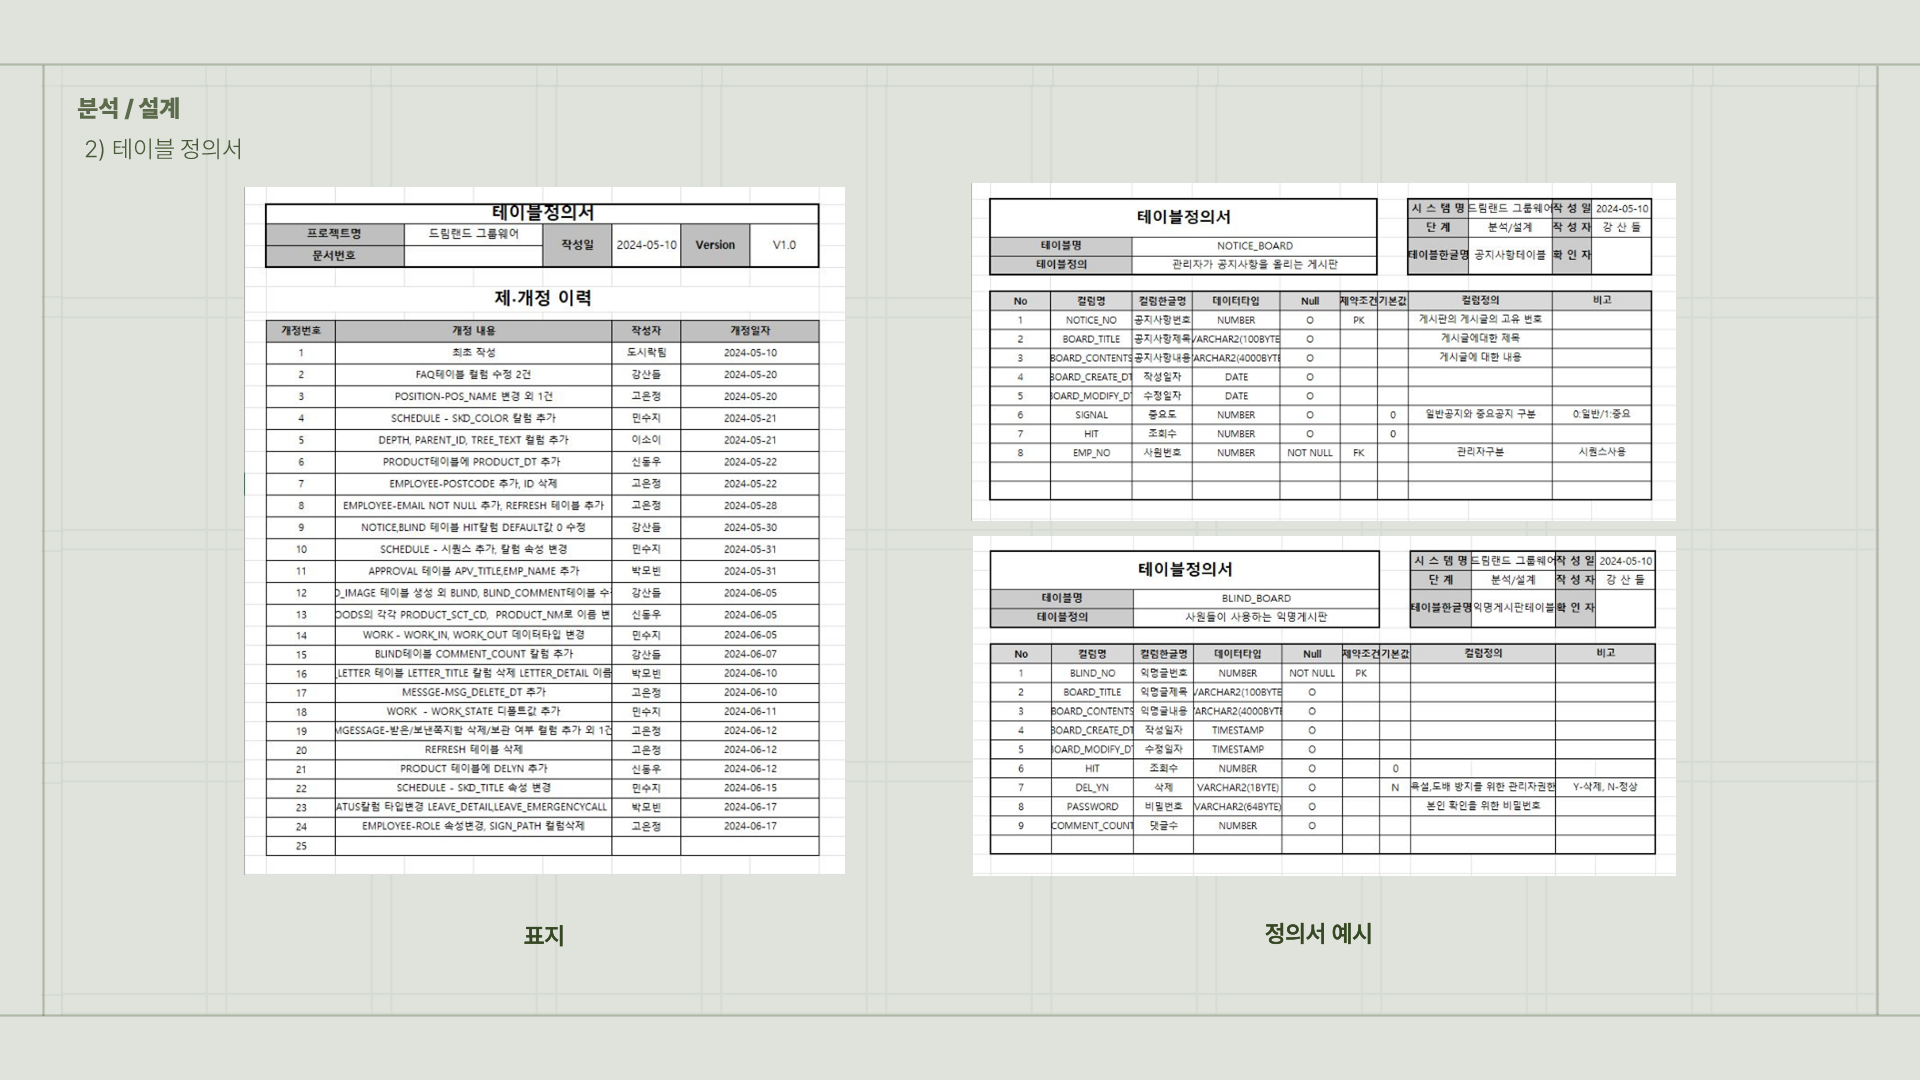 분석 / 설계
2) 테이블 정의서
테이블정의서
프로젝트명 드림랜드 그룹웨어 작성일 2024-05-10 Version V1.0
문서번호
제·개정 이력
개정번호 개정 내용 작성자 개정일자
1 최초 작성 도시락팀 2024-05-10
2 FAQ테이블 컬럼 수정 2건 강산들 2024-05-20
3 POSITION-POS_NAME 변경 외 1건 고은정 2024-05-20
4 SCHEDULE - SKD_COLOR 칼럼 추가 민수지 2024-05-21
5 DEPTH, PARENT_ID, TREE_TEXT 컬럼 추가 이소이 2024-05-21
6 PRODUCT테이블에 PRODUCT_DT 추가 신동우 2024-05-22
7 EMPLOYEE-POSTCODE 추가, ID 삭제 고은정 2024-05-22
8 EMPLOYEE-EMAIL NOT NULL 추가, REFRESH 테이블 추가 고은정 2024-05-28
9 NOTICE,BLIND 테이블 HIT칼럼 DEFAULT값 0 수정 강산들 2024-05-30
10 SCHEDULE - 시퀀스 추가, 칼럼 속성 변경 민수지 2024-05-31
11 APPROVAL 테이블 APV_TITLE,EMP_NAME 추가 박모빈 2024-05-31
12 D_IMAGE 테이블 생성 외 BLIND, BLIND_COMMENT테이블 수 강산들 2024-06-05
13 OODS의 각각 PRODUCT_SCT_CD, PRODUCT_NM로 이름 변 신동우 2024-06-05
14 WORK - WORK_IN, WORK_OUT 데이터타입 변경 민수지 2024-06-05
15 BLIND테이블 COMMENT_COUNT 칼럼 추가 강산들 2024-06-07
16 _LETTER 테이블 LETTER_TITLE 칼럼 삭제 LETTER_DETAIL 이름 박모빈 2024-06-10
17 MESSGE-MSG_DELETE_DT 추가 고은정 2024-06-10
18 WORK - WORK_STATE 디폴트값 추가 민수지 2024-06-11
19 MGESSAGE-받은/보낸쪽지함 삭제/보관 여부 컬럼 추가 외 1건 고은정 2024-06-12
20 REFRESH 테이블 삭제 고은정 2024-06-12
21 PRODUCT 테이블에 DELYN 추가 신동우 2024-06-12
22 SCHEDULE - SKD_TITLE 속성 변경 민수지 2024-06-15
23 ATUS칼럼 타입변경 LEAVE_DETAIL,LEAVE_EMERGENCYCALL 박모빈 2024-06-17
24 EMPLOYEE-ROLE 속성변경, SIGN_PATH 컬럼삭제 고은정 2024-06-17
25
표지
테이블정의서
테이블명 NOTICE_BOARD
테이블정의 관리자가 공지사항을 올리는 게시판
시 스 템 명 드림랜드 그룹웨어 작 성 일 2024-05-10
단 계 분석/설계 작 성 자 강 산 들
테이블한글명 공지사항테이블 확 인 자
No 컬럼명 컬럼한글명 데이터타입 Null 제약조건 기본값 컬럼정의 비고
1 NOTICE_NO 공지사항번호 NUMBER O PK 게시판의 게시글의 고유 번호
2 BOARD_TITLE 공지사항제목 VARCHAR2(100BYTE O 게시글에대한 제목
3 BOARD_CONTENTS 공지사항내용 VARCHAR2(4000BYTE O 게시글에 대한 내용
4 BOARD_CREATE_DT 작성일자 DATE O
5 BOARD_MODIFY_DT 수정일자 DATE O
6 SIGNAL 중요도 NUMBER O 0 일반공지와 중요공지 구분 0:일반/1:중요
7 HIT 조회수 NUMBER O 0
8 EMP_NO 사원번호 NUMBER NOT NULL FK 관리자구분 시퀀스사용
테이블정의서
테이블명 BLIND_BOARD
테이블정의 사원들이 사용하는 익명게시판
시 스 템 명 드림랜드 그룹웨어 작 성 일 2024-05-10
단 계 분석/설계 작 성 자 강 산 들
테이블한글명 익명게시판테이블 확 인 자
No 컬럼명 컬럼한글명 데이터타입 Null 제약조건 기본값 컬럼정의 비고
1 BLIND_NO 익명글번호 NUMBER NOT NULL PK
2 BOARD_TITLE 익명글제목 VARCHAR2(100BYTE O
3 BOARD_CONTENTS 익명글내용 VARCHAR2(4000BYTE O
4 BOARD_CREATE_DT 작성일자 TIMESTAMP O
5 BOARD_MODIFY_DT 수정일자 TIMESTAMP O
6 HIT 조회수 NUMBER O 0
7 DEL_YN 삭제 VARCHAR2(1BYTE) O N 욕설,도배 방지를 위한 관리자권한 Y-삭제, N-정상
8 PASSWORD 비밀번호 VARCHAR2(64BYTE) O 본인 확인을 위한 비밀번호
9 COMMENT_COUNT 댓글수 NUMBER O
정의서 예시